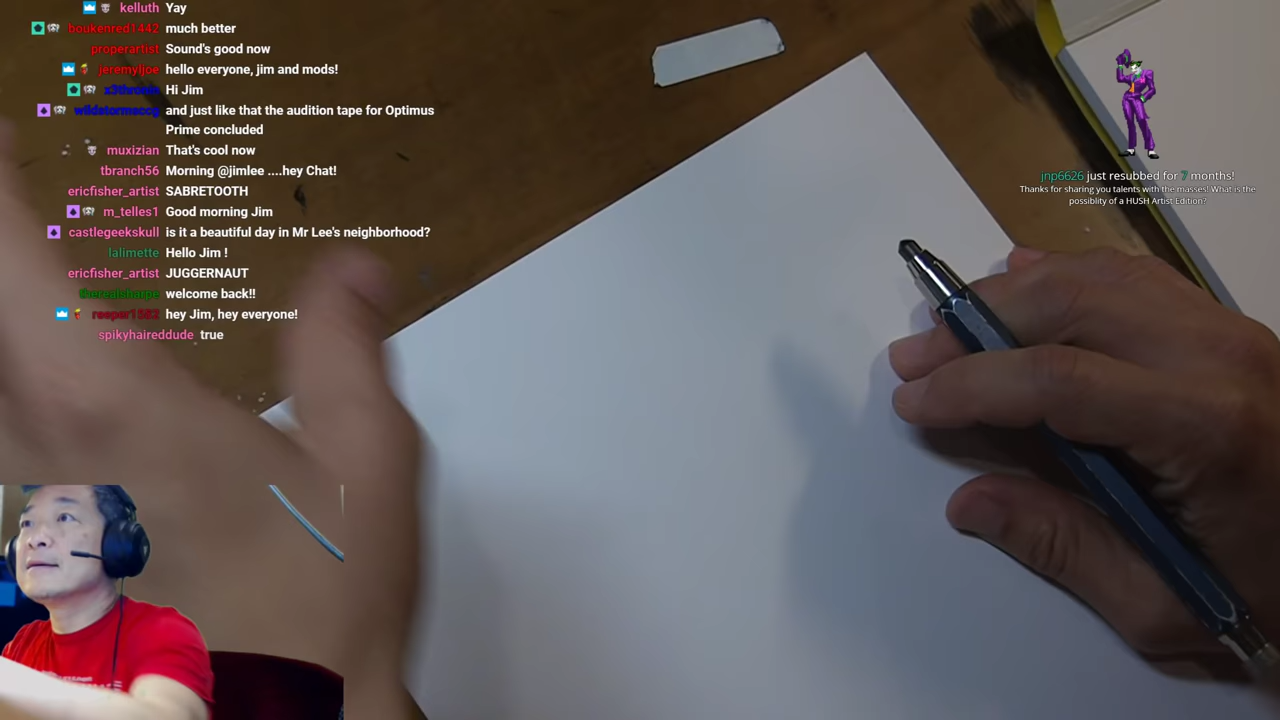 kelluth Yay
boukenred1442 much better
properartist Sound's good now
jeremyljoe hello everyone, jim and mods!
Hi Jim
and just like that the audition tape for Optimus
Prime concluded
muxizian That's cool now
tbranch56 Morning @jimlee ....hey Chat!
ericfisher_artist SABRETOOTH
m_telles1 Good morning Jim
castlegeekskull is it a beautiful day in Mr Lee's neighborhood?
lalimette Hello Jim !
ericfisher_artist JUGGERNAUT
therealsharpe welcome back!!
reeper1582 hey Jim, hey everyone!
spikyhaireddude true
jnp6626 just resubbed for 7 months!
Thanks for sharing you talents with the masses! What is the
possiblity of a HUSH Artist Edition?